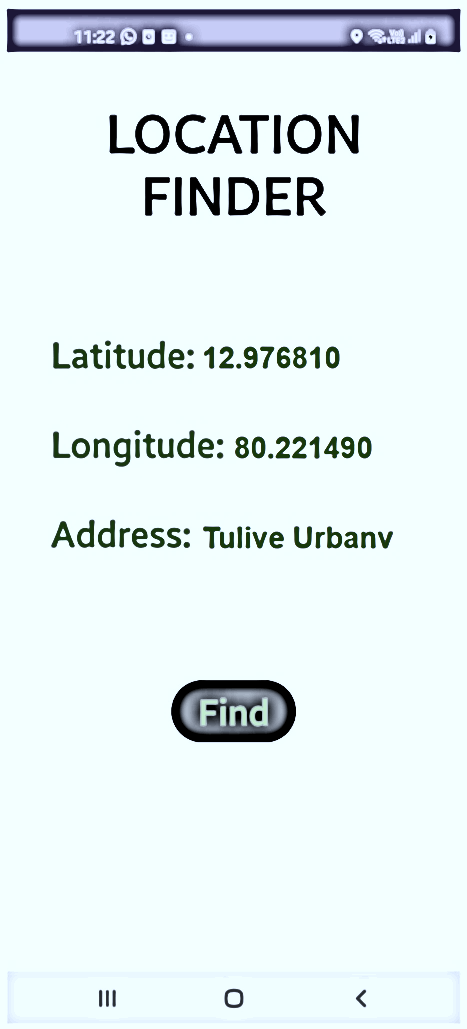 11:22
LOCATION
FINDER
Latitude: 12.976810
Longitude: 80.221490
Address: Tulive Urbanv
Find